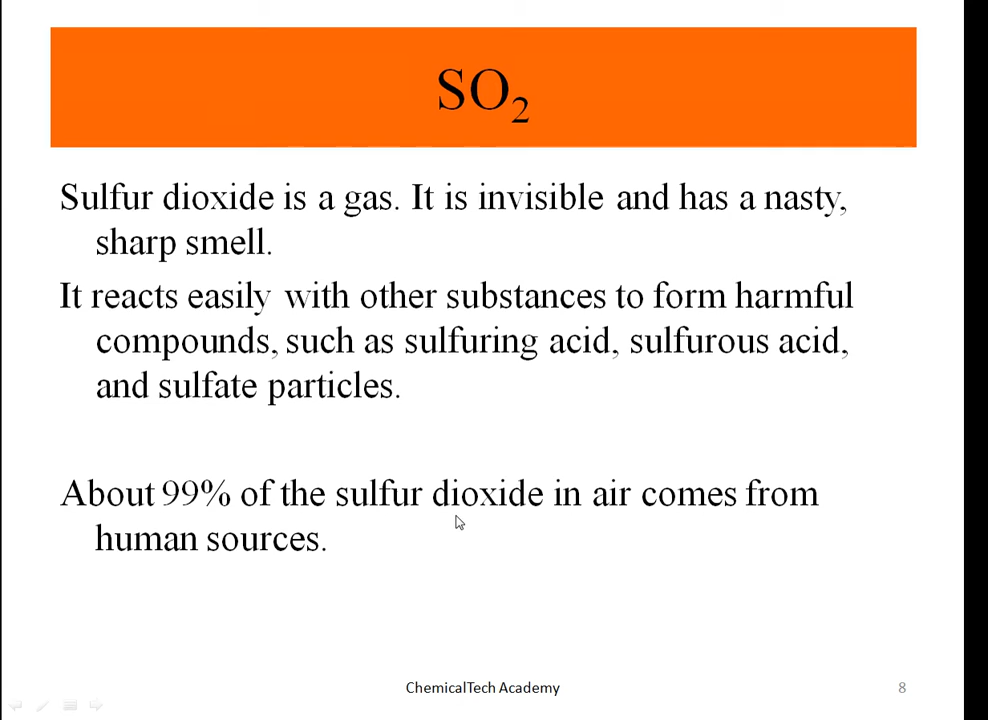 SO₂
Sulfur dioxide is a gas. It is invisible and has a nasty,
sharp smell.
It reacts easily with other substances to form harmful
compounds, such as sulfuring acid, sulfurous acid,
and sulfate particles.
About 99% of the sulfur dioxide in air comes from
human sources.
ChemicalTech Academy
8